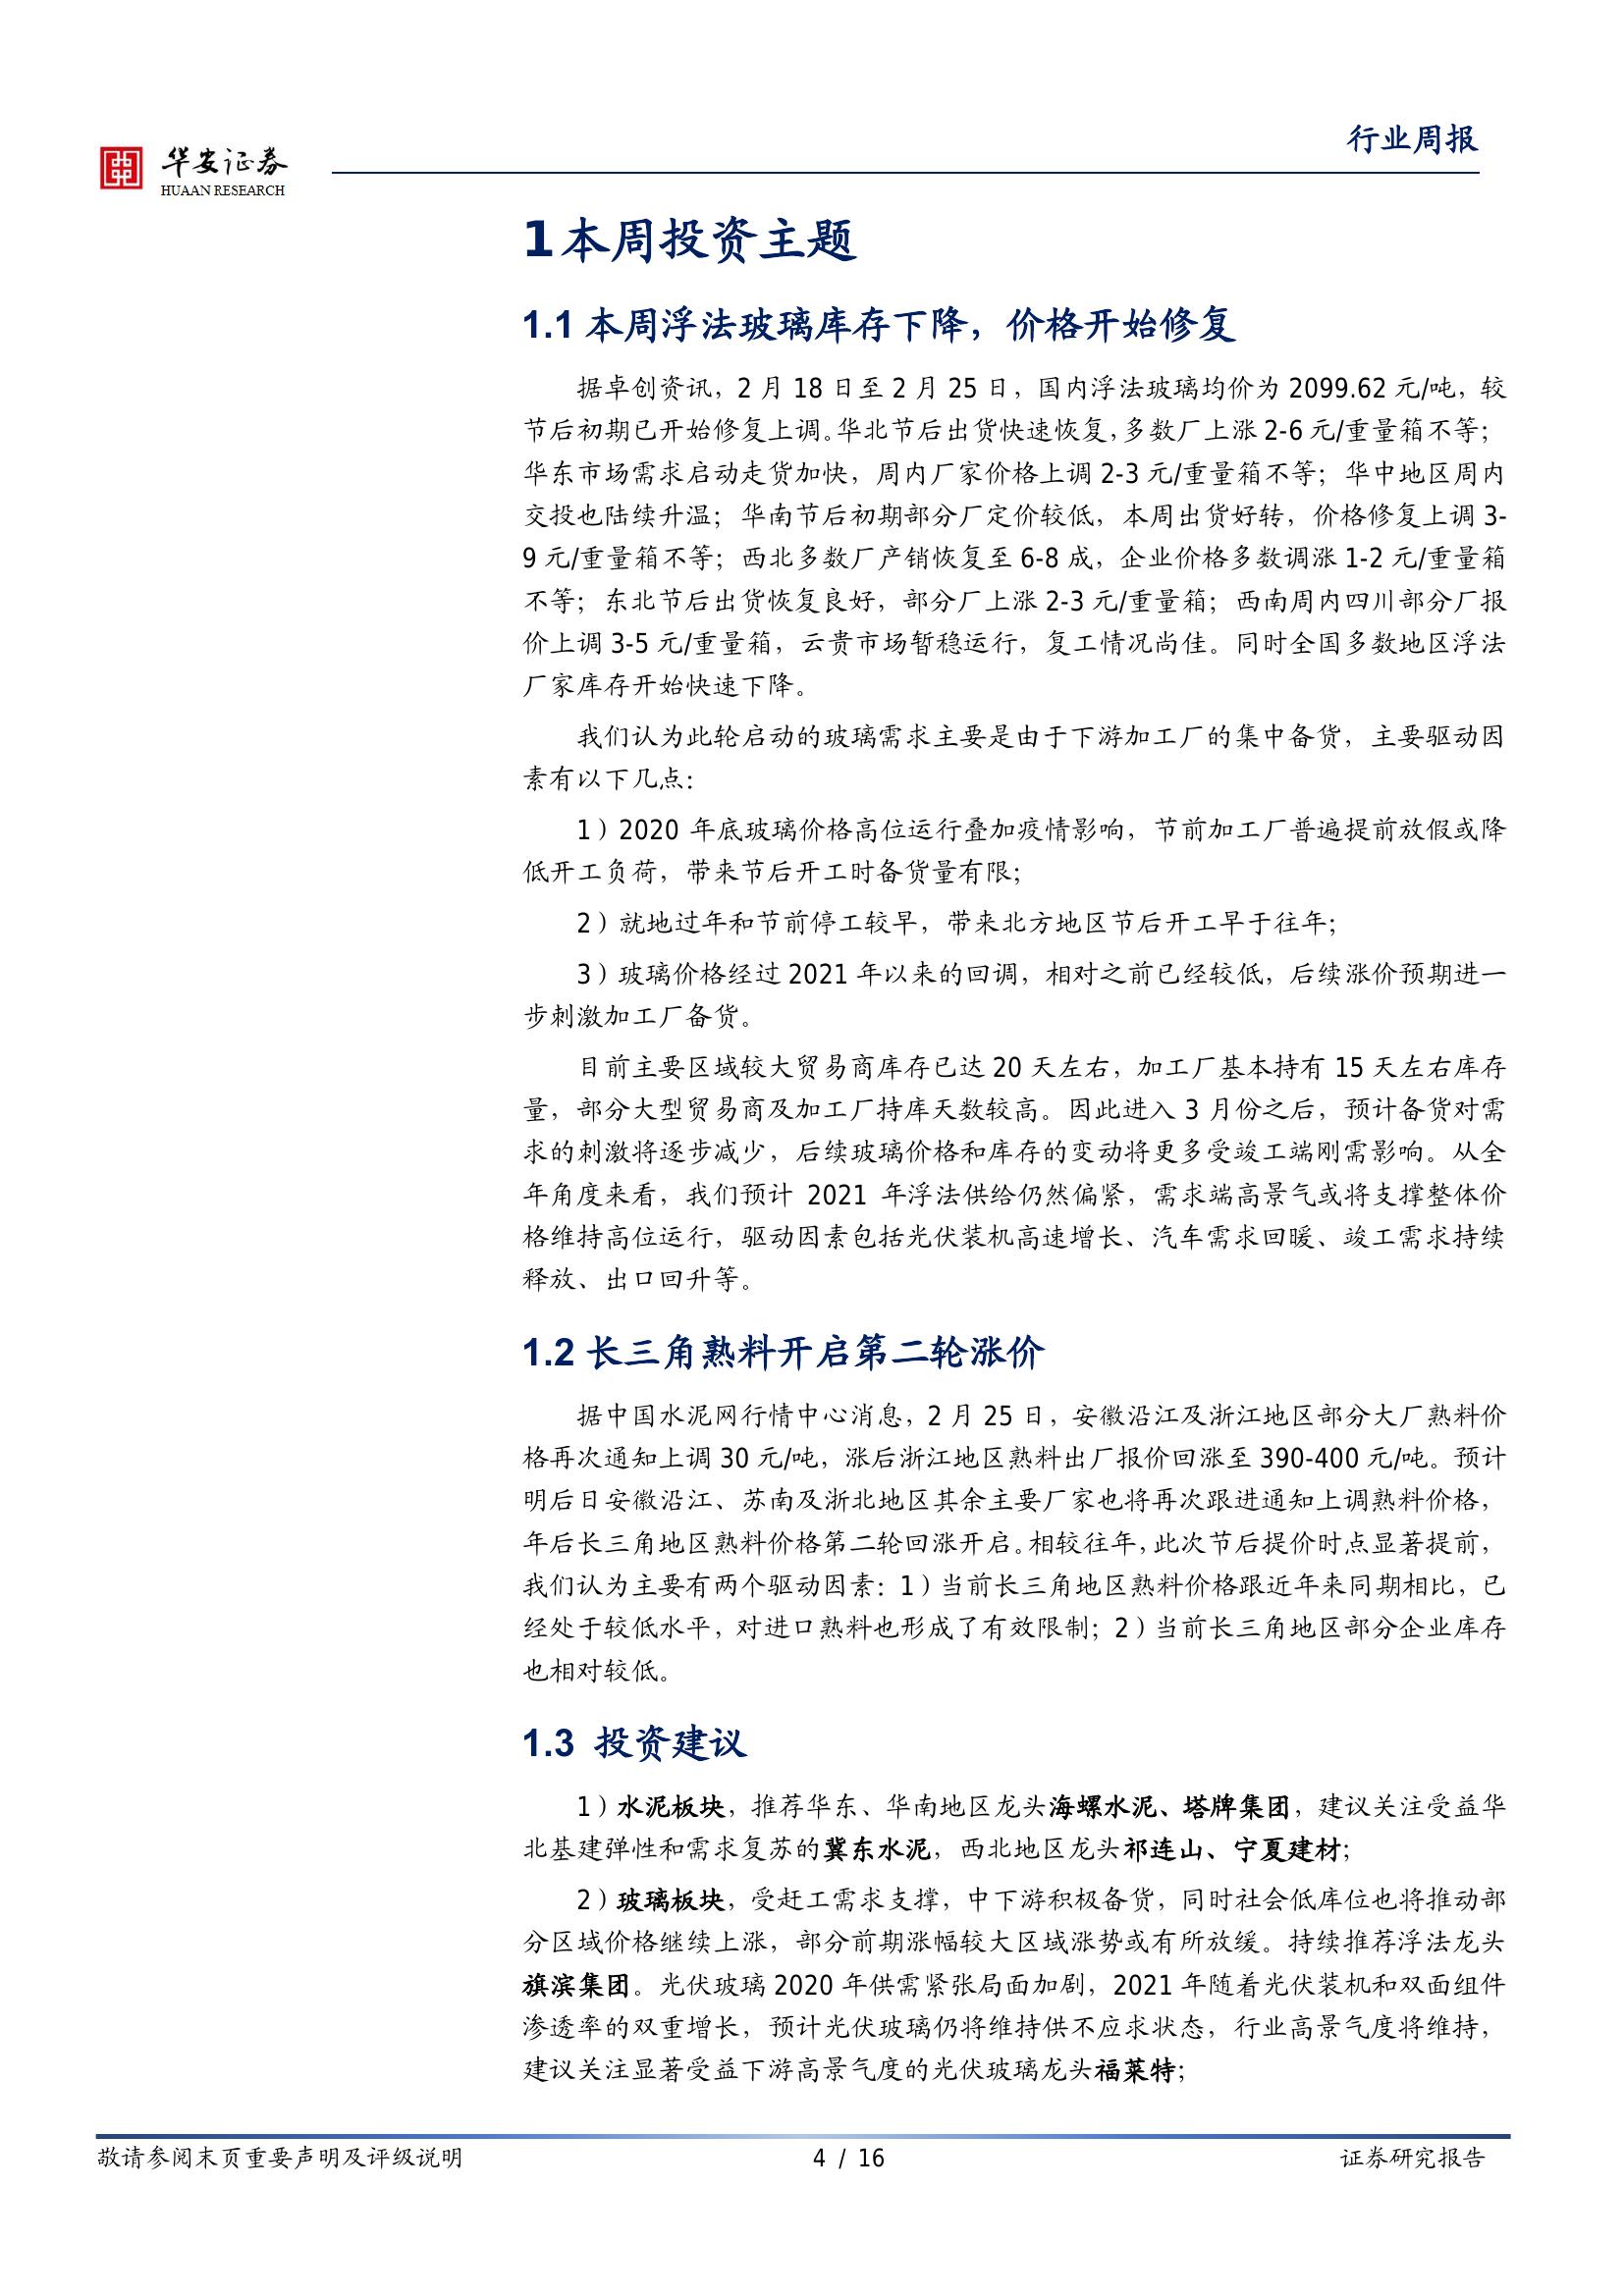 行业周报
华安证券
HUAAN RESEARCH
1本周投资主题
1.1 本周浮法玻璃库存下降，价格开始修复
据卓创资讯，2 月 18 日至 2 月 25 日，国内浮法玻璃均价为 2099.62 元/吨，较
节后初期已开始修复上调。华北节后出货快速恢复，多数厂上涨 2-6 元/重量箱不等；
华东市场需求启动走货加快，周内厂家价格上调 2-3 元/重量箱不等；华中地区周内
交投也陆续升温；华南节后初期部分厂定价较低，本周出货好转，价格修复上调 3-
9 元/重量箱不等；西北多数厂产销恢复至 6-8 成，企业价格多数调涨 1-2 元/重量箱
不等；东北节后出货恢复良好，部分厂上涨 2-3 元/重量箱；西南周内四川部分厂报
价上调 3-5 元/重量箱，云贵市场暂稳运行，复工情况尚佳。同时全国多数地区浮法
厂家库存开始快速下降。
我们认为此轮启动的玻璃需求主要是由于下游加工厂的集中备货，主要驱动因
素有以下几点：
1）2020 年底玻璃价格高位运行叠加疫情影响，节前加工厂普遍提前放假或降
低开工负荷，带来节后开工时备货量有限；
2）就地过年和节前停工较早，带来北方地区节后开工早于往年；
3）玻璃价格经过 2021 年以来的回调，相对之前已经较低，后续涨价预期进一
步刺激加工厂备货。
目前主要区域较大贸易商库存已达 20 天左右，加工厂基本持有 15 天左右库存
量，部分大型贸易商及加工厂持库天数较高。因此进入 3 月份之后，预计备货对需
求的刺激将逐步减少，后续玻璃价格和库存的变动将更多受竣工端刚需影响。从全
年角度来看，我们预计 2021 年浮法供给仍然偏紧，需求端高景气或将支撑整体价
格维持高位运行，驱动因素包括光伏装机高速增长、汽车需求回暖、竣工需求持续
释放、出口回升等。
1.2 长三角熟料开启第二轮涨价
据中国水泥网行情中心消息，2 月 25 日，安徽沿江及浙江地区部分大厂熟料价
格再次通知上调 30 元/吨，涨后浙江地区熟料出厂报价回涨至 390-400 元/吨。预计
明后日安徽沿江、苏南及浙北地区其余主要厂家也将再次跟进通知上调熟料价格，
年后长三角地区熟料价格第二轮回涨开启。相较往年，此次节后提价时点显著提前，
我们认为主要有两个驱动因素：1）当前长三角地区熟料价格跟近年来同期相比，已
经处于较低水平，对进口熟料也形成了有效限制；2）当前长三角地区部分企业库存
也相对较低。
1.3 投资建议
1）水泥板块，推荐华东、华南地区龙头海螺水泥、塔牌集团，建议关注受益华
北基建弹性和需求复苏的冀东水泥，西北地区龙头祁连山、宁夏建材；
2）玻璃板块，受赶工需求支撑，中下游积极备货，同时社会低库位也将推动部
分区域价格继续上涨，部分前期涨幅较大区域涨势或有所放缓。持续推荐浮法龙头
旗滨集团。光伏玻璃 2020 年供需紧张局面加剧，2021 年随着光伏装机和双面组件
渗透率的双重增长，预计光伏玻璃仍将维持供不应求状态，行业高景气度将维持，
建议关注显著受益下游高景气度的光伏玻璃龙头福莱特；
敬请参阅末页重要声明及评级说明
4 / 16
证券研究报告